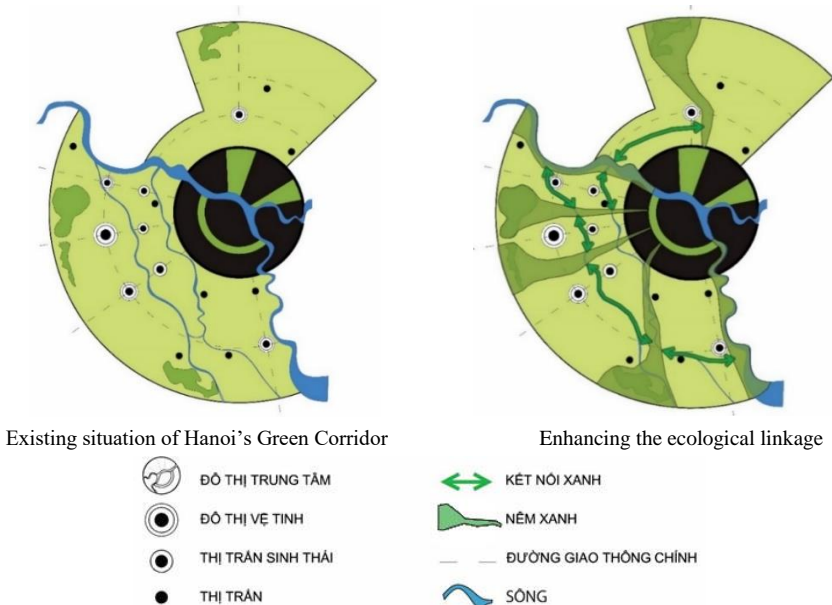 Existing situation of Hanoi’s Green Corridor
Enhancing the ecological linkage
ĐÔ THỊ TRUNG TÂM
KẾT NỐI XANH
ĐÔ THỊ VỆ TINH
NÊM XANH
THỊ TRẤN SINH THÁI
ĐƯỜNG GIAO THÔNG CHÍNH
THỊ TRẤN
SÔNG